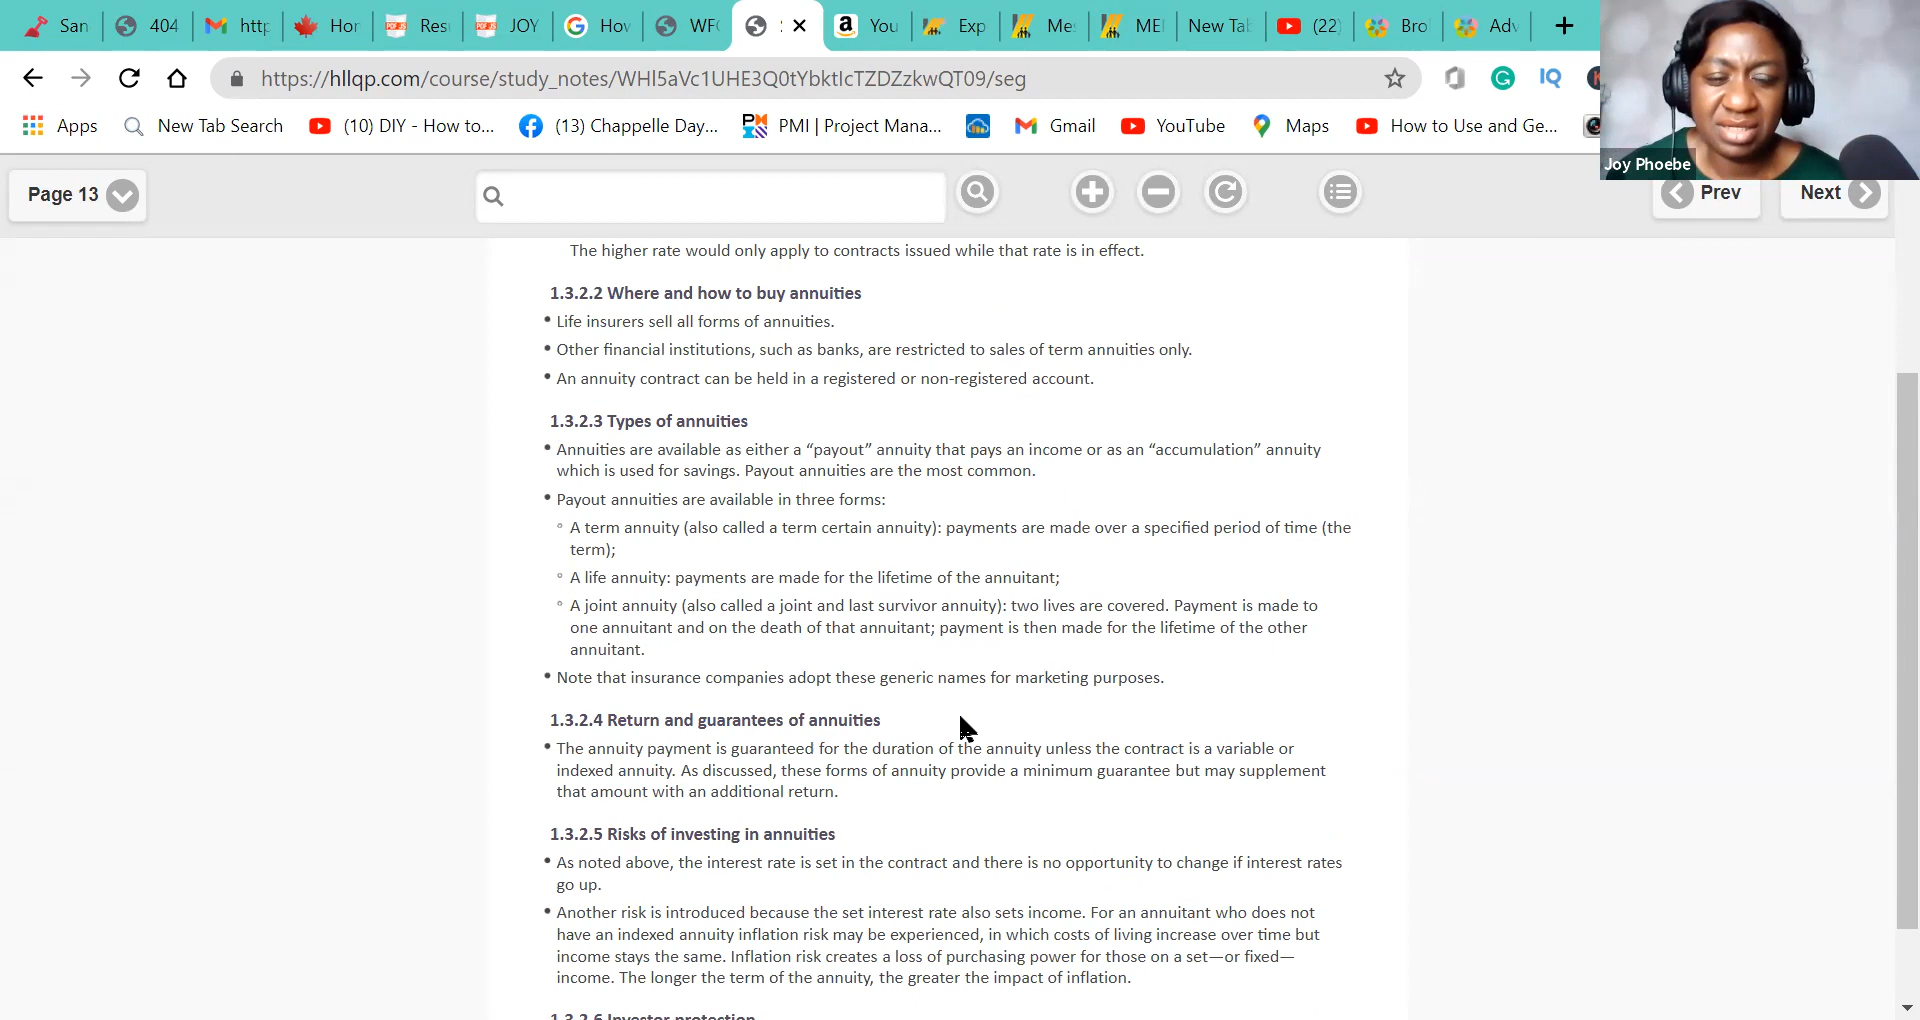 San
404
http
Hor
Res
JOY
Hov
WFG
You
Exp
Me
ME
New Tab
(22)
Bro
Adv
https://hllqp.com/course/study_notes/WHl5aVc1UHE3Q0tYbktIcTZDZzkwQT09/seg
Apps
New Tab Search
(10) DIY - How to...
(13) Chappelle Day...
PMI | Project Mana...
Gmail
YouTube
Maps
How to Use and Ge...
Joy Phoebe
Page 13
Prev
Next
The higher rate would only apply to contracts issued while that rate is in effect.
1.3.2.2 Where and how to buy annuities
• Life insurers sell all forms of annuities.
• Other financial institutions, such as banks, are restricted to sales of term annuities only.
• An annuity contract can be held in a registered or non-registered account.
1.3.2.3 Types of annuities
• Annuities are available as either a “payout” annuity that pays an income or as an “accumulation” annuity
which is used for savings. Payout annuities are the most common.
• Payout annuities are available in three forms:
° A term annuity (also called a term certain annuity): payments are made over a specified period of time (the
term);
° A life annuity: payments are made for the lifetime of the annuitant;
° A joint annuity (also called a joint and last survivor annuity): two lives are covered. Payment is made to
one annuitant and on the death of that annuitant; payment is then made for the lifetime of the other
annuitant.
• Note that insurance companies adopt these generic names for marketing purposes.
1.3.2.4 Return and guarantees of annuities
• The annuity payment is guaranteed for the duration of the annuity unless the contract is a variable or
indexed annuity. As discussed, these forms of annuity provide a minimum guarantee but may supplement
that amount with an additional return.
1.3.2.5 Risks of investing in annuities
• As noted above, the interest rate is set in the contract and there is no opportunity to change if interest rates
go up.
• Another risk is introduced because the set interest rate also sets income. For an annuitant who does not
have an indexed annuity inflation risk may be experienced, in which costs of living increase over time but
income stays the same. Inflation risk creates a loss of purchasing power for those on a set—or fixed—
income. The longer the term of the annuity, the greater the impact of inflation.
1.3.2.6 Investor protection